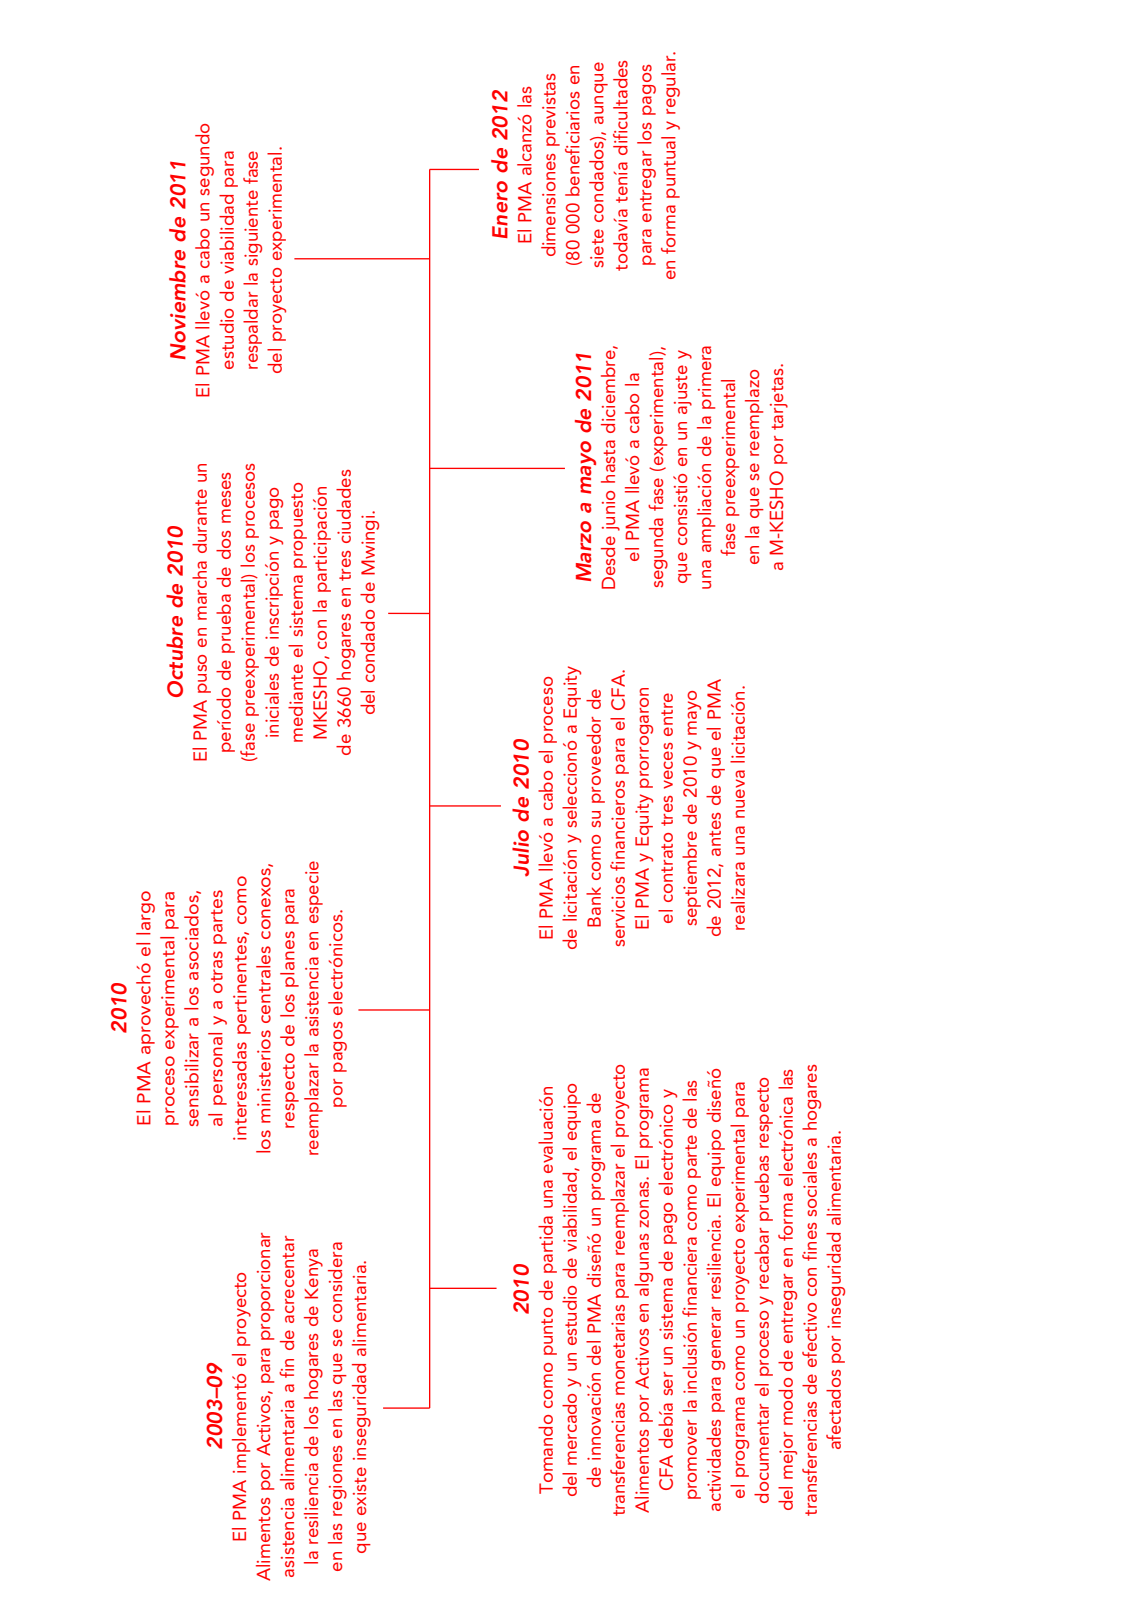 2003–09
El PMA implementó el proyecto
Alimentos por Activos, para proporcionar
asistencia alimentaria a fin de acrecentar
la resiliencia de los hogares de Kenya
en las regiones en las que se considera
que existe inseguridad alimentaria.
2010
Tomando como punto de partida una evaluación
del mercado y un estudio de viabilidad, el equipo
de innovación del PMA diseñó un programa de
transferencias monetarias para reemplazar el proyecto
Alimentos por Activos en algunas zonas. El programa
CFA debía ser un sistema de pago electrónico y
promover la inclusión financiera como parte de las
actividades para generar resiliencia. El equipo diseñó
el programa como un proyecto experimental para
documentar el proceso y recabar pruebas respecto
del mejor modo de entregar en forma electrónica las
transferencias de efectivo con fines sociales a hogares
afectados por inseguridad alimentaria.
2010
El PMA aprovechó el largo
proceso experimental para
sensibilizar a los asociados,
al personal y a otras partes
interesadas pertinentes, como
los ministerios centrales conexos,
respecto de los planes para
reemplazar la asistencia en especie
por pagos electrónicos.
Julio de 2010
El PMA llevó a cabo el proceso
de licitación y seleccionó a Equity
Bank como su proveedor de
servicios financieros para el CFA.
El PMA y Equity prorrogaron
el contrato tres veces entre
septiembre de 2010 y mayo
de 2012, antes de que el PMA
realizara una nueva licitación.
Octubre de 2010
El PMA puso en marcha durante un
período de prueba de dos meses
(fase preexperimental) los procesos
iniciales de inscripción y pago
mediante el sistema propuesto
MKESHO, con la participación
de 3660 hogares en tres ciudades
del condado de Mwingi.
Marzo a mayo de 2011
Desde junio hasta diciembre,
el PMA llevó a cabo la
segunda fase (experimental),
que consistió en un ajuste y
una ampliación de la primera
fase preexperimental
en la que se reemplazo
a M-KESHO por tarjetas.
Noviembre de 2011
El PMA llevó a cabo un segundo
estudio de viabilidad para
respaldar la siguiente fase
del proyecto experimental.
Enero de 2012
El PMA alcanzó las
dimensiones previstas
(80 000 beneficiarios en
siete condados), aunque
todavía tenía dificultades
para entregar los pagos
en forma puntual y regular.